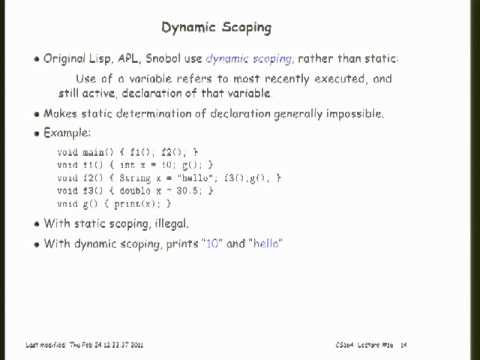 Dynamic Scoping
• Original Lisp, APL, Snobol use dynamic scoping, rather than static:
Use of a variable refers to most recently executed, and
still active, declaration of that variable.
• Makes static determination of declaration generally impossible.
• Example:
void main() { f1(); f2(); }
void f1() { int x = 10; g(); }
void f2() { String x = "hello"; f3();g(); }
void f3() { double x = 30.5; }
void g() { print(x); }
• With static scoping, illegal.
• With dynamic scoping, prints "10" and "hello"
Last modified: Thu Feb 24 12:33:37 2011
CS164: Lecture #16 14